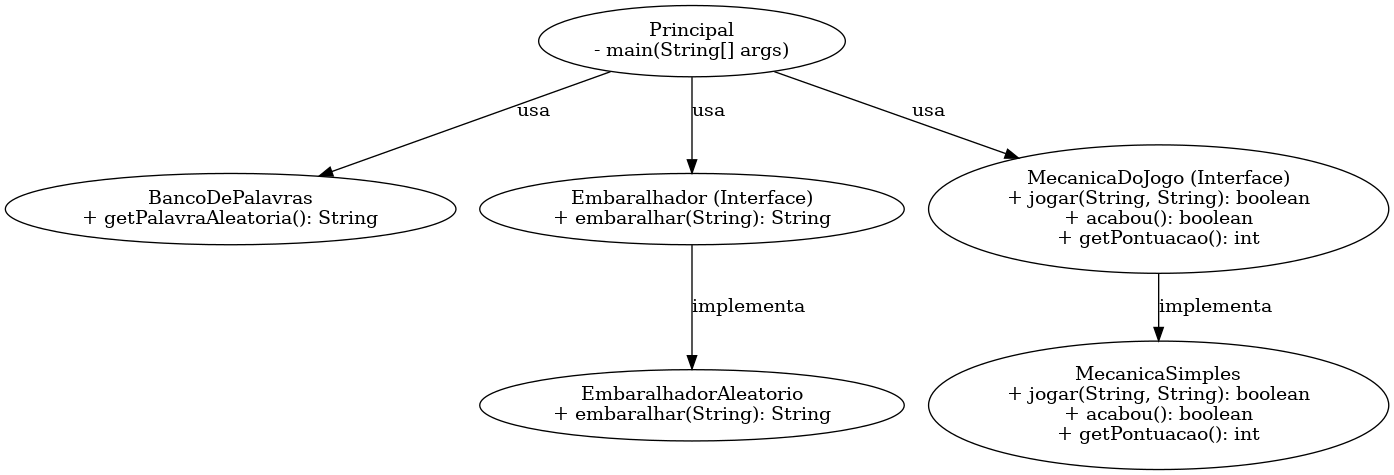 Principal
- main(String[] args)
usa
usa
usa
BancoDePalavras
+ getPalavraAleatoria(): String
Embaralhador (Interface)
+ embaralhar(String): String
MecanicaDoJogo (Interface)
+ jogar(String, String): boolean
+ acabou(): boolean
+ getPontuacao(): int
implementa
implementa
EmbaralhadorAleatorio
+ embaralhar(String): String
MecanicaSimples
+ jogar(String, String): boolean
+ acabou(): boolean
+ getPontuacao(): int